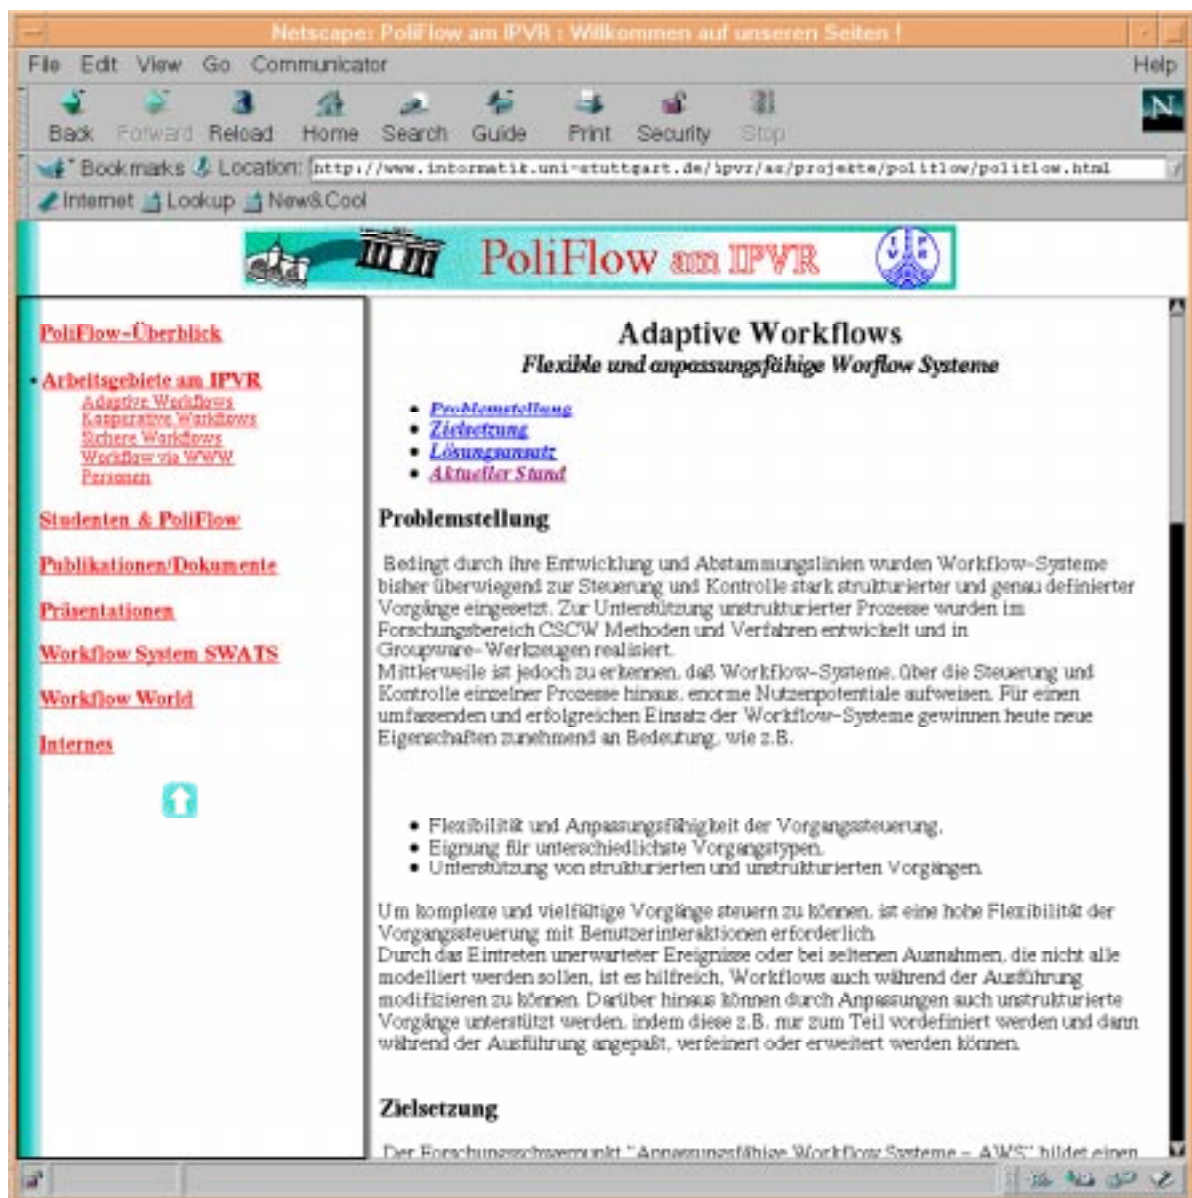 Netscape: PoliFlow am IPVR : Willkommen auf unseren Seiten !
File Edit View Go Communicator Help
Back Forward Reload Home Search Guide Print Security Stop
N
Bookmarks Location: http://www.informatik.uni-stuttgart.de/ipvr/as/projekte/poliflow/poliflow.html
Internet Lookup New&Cool
PoliFlow am IPVR
I P V R
PoliFlow-Überblick
Arbeitsgebiete am IPVR
Adaptive Workflows
Kooperative Workflows
Sichere Workflows
Workflow via WWW
Personen
Studenten & PoliFlow
Publikationen/Dokumente
Präsentationen
Workflow System SWATS
Workflow World
Internes
Adaptive Workflows
Flexible und anpassungsfähige Worflow Systeme
Problemstellung
Zielsetzung
Lösungsansatz
Aktueller Stand
Problemstellung
Bedingt durch ihre Entwicklung und Abstammungslinien wurden Workflow-Systeme
bisher überwiegend zur Steuerung und Kontrolle stark strukturierter und genau definierter
Vorgänge eingesetzt. Zur Unterstützung unstrukturierter Prozesse wurden im
Forschungsbereich CSCW Methoden und Verfahren entwickelt und in
Groupware-Werkzeugen realisiert.
Mittlerweile ist jedoch zu erkennen, daß Workflow-Systeme, über die Steuerung und
Kontrolle einzelner Prozesse hinaus, enorme Nutzenpotentiale aufweisen. Für einen
umfassenden und erfolgreichen Einsatz der Workflow-Systeme gewinnen heute neue
Eigenschaften zunehmend an Bedeutung, wie z.B.
Flexibilität und Anpassungsfähigkeit der Vorgangssteuerung,
Eignung für unterschiedlichste Vorgangstypen,
Unterstützung von strukturierten und unstrukturierten Vorgängen.
Um komplexe und vielfältige Vorgänge steuern zu können, ist eine hohe Flexibilität der
Vorgangssteuerung mit Benutzerinteraktionen erforderlich.
Durch das Eintreten unerwarteter Ereignisse oder bei seltenen Ausnahmen, die nicht alle
modelliert werden sollen, ist es hilfreich, Workflows auch während der Ausführung
modifizieren zu können. Darüber hinaus können durch Anpassungen auch unstrukturierte
Vorgänge unterstützt werden, indem diese z.B. nur zum Teil vordefiniert werden und dann
während der Ausführung angepaßt, verfeinert oder erweitert werden können.
Zielsetzung
Der Forschungsschwerpunkt "Anpassungsfähige Workflow Systeme - AWS" bildet einen